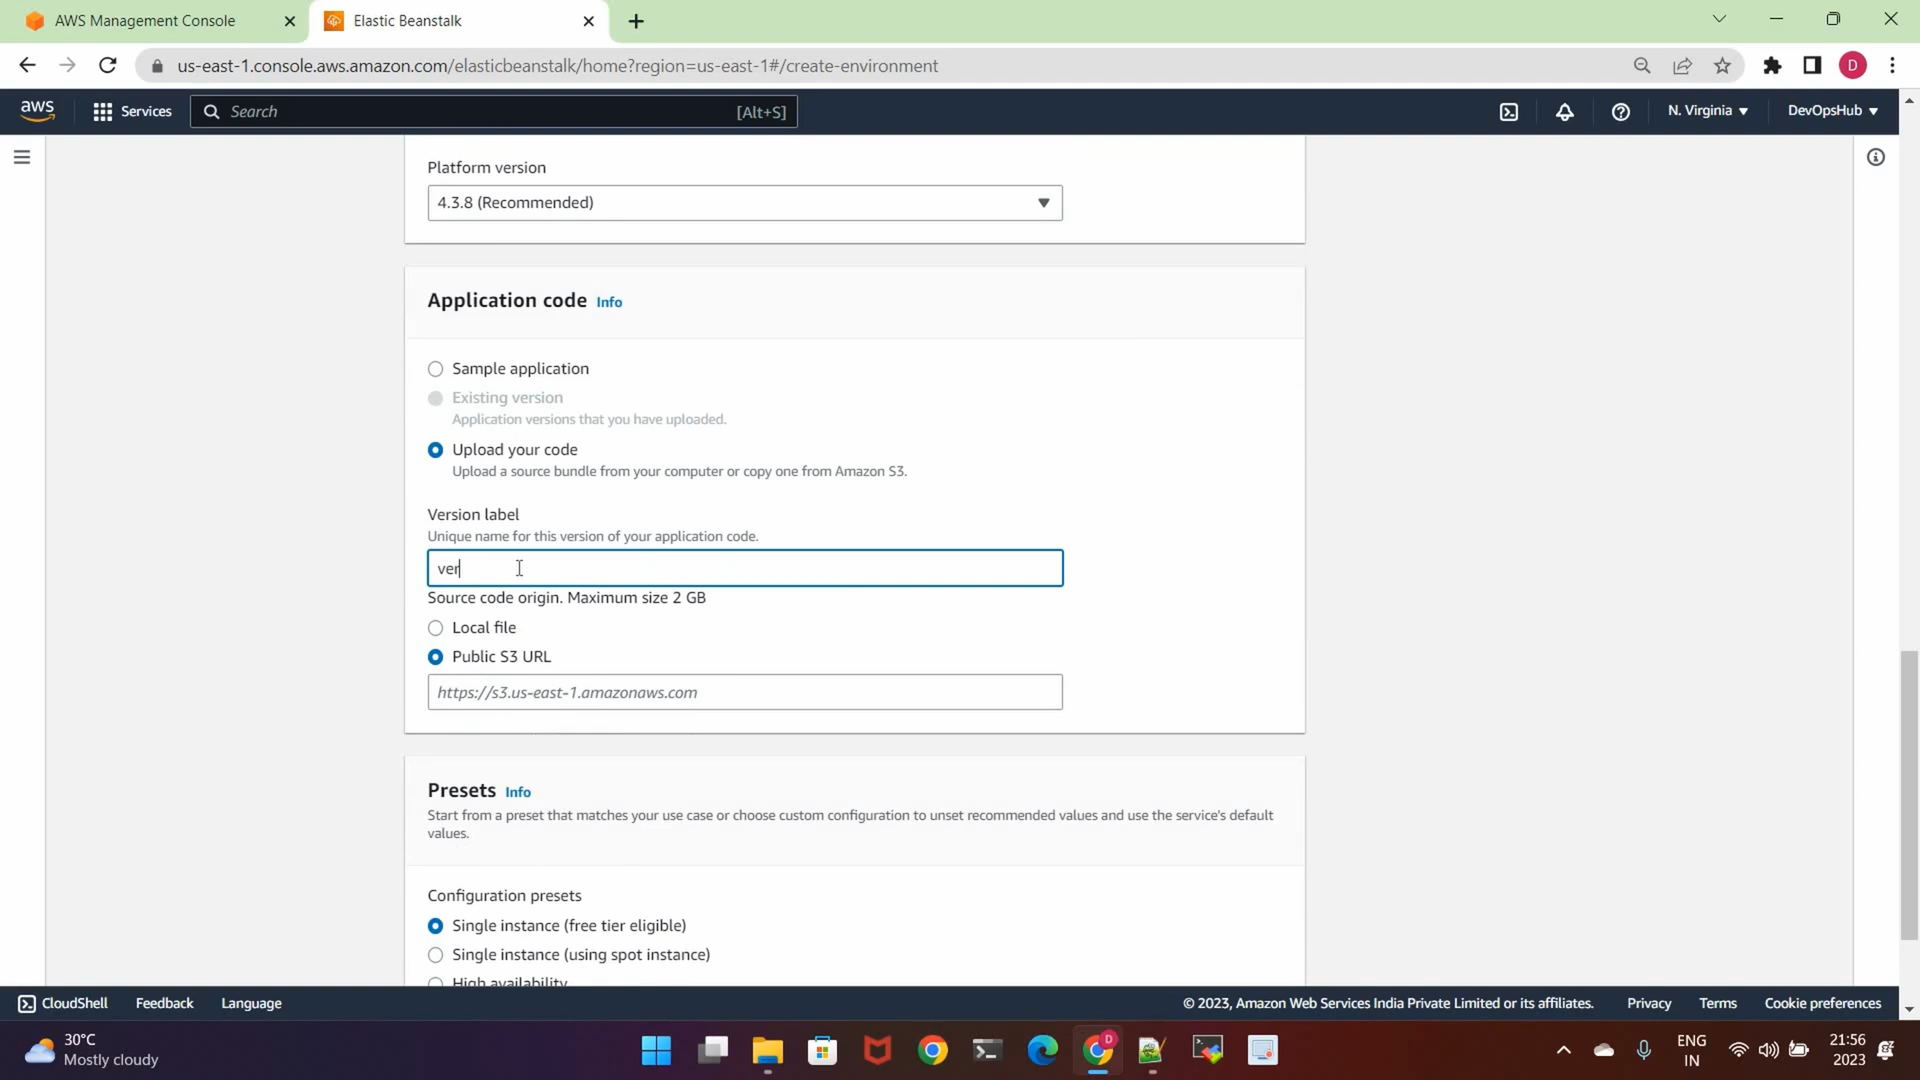 AWS Management Console
Elastic Beanstalk
us-east-1.console.aws.amazon.com/elasticbeanstalk/home?region=us-east-1#/create-environment
D
aws
Services
Search
[Alt+S]
N. Virginia
DevOpsHub
Platform version
4.3.8 (Recommended)
Application code Info
Sample application
Existing version
Application versions that you have uploaded.
Upload your code
Upload a source bundle from your computer or copy one from Amazon S3.
Version label
Unique name for this version of your application code.
ver
Source code origin. Maximum size 2 GB
Local file
Public S3 URL
https://s3.us-east-1.amazonaws.com
Presets Info
Start from a preset that matches your use case or choose custom configuration to unset recommended values and use the service's default
values.
Configuration presets
Single instance (free tier eligible)
Single instance (using spot instance)
High availability
CloudShell
Feedback
Language
© 2023, Amazon Web Services India Private Limited or its affiliates.
Privacy
Terms
Cookie preferences
30°C
Mostly cloudy
D
ENG
IN
21:56
2023